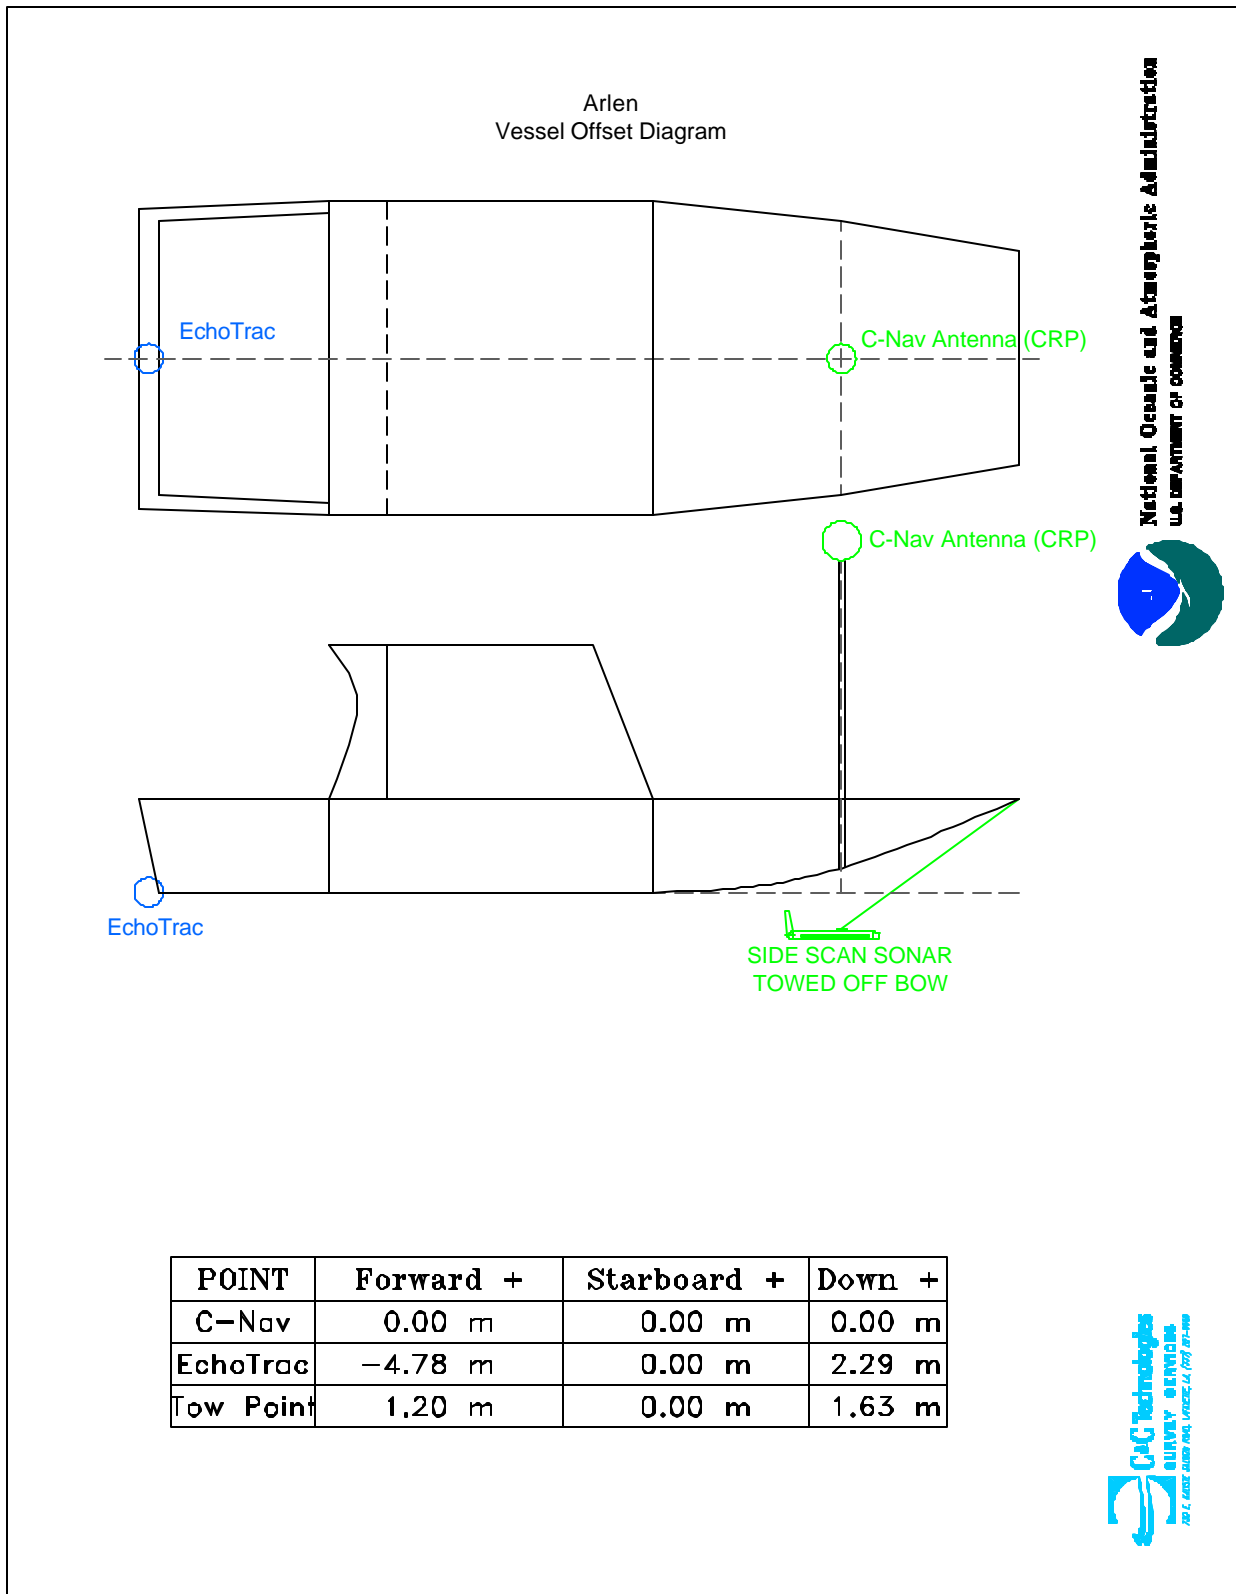 Arlen
Vessel Offset Diagram
National Oceanic and Atmospheric Administration
U.S. DEPARTMENT OF COMMERCE
EchoTrac
C-Nav Antenna (CRP)
C-Nav Antenna (CRP)
EchoTrac
SIDE SCAN SONAR
TOWED OFF BOW
POINT Forward + Starboard + Down +
C-Nav 0.00 m 0.00 m 0.00 m
EchoTrac -4.78 m 0.00 m 2.29 m
Tow Point 1.20 m 0.00 m 1.63 m
C&C Technologies
SURVEY SERVICES